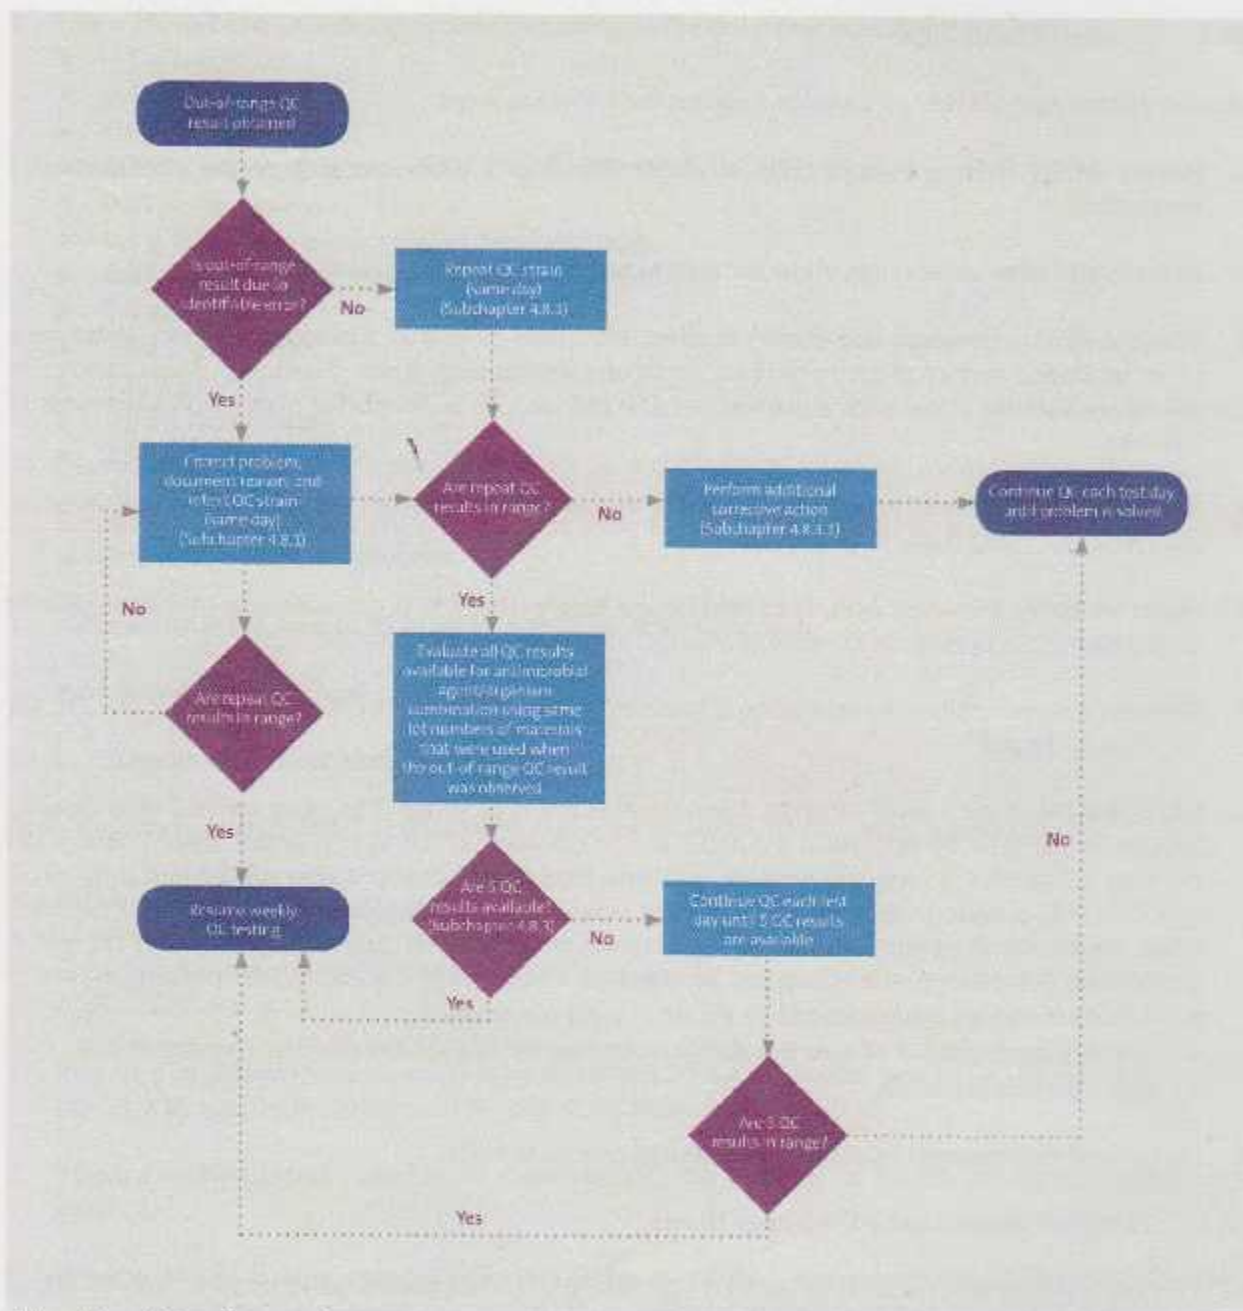 Out-of-range QC
result obtained
Is out-of-range
result due to
identifiable error?
No
Repeat QC strain
(same day)
(Subchapter 4.8.1)
Yes
Correct problem,
document reason, and
retest QC strain
(same day)
(Subchapter 4.8.1)
Are repeat QC
results in range?
No
Perform additional
corrective action
(Subchapter 4.8.3.1)
Continue QC each test day
until problem resolved
No
Yes
Are repeat QC
results in range?
Evaluate all QC results
available for antimicrobial
agent/organism
combination using same
lot numbers of materials
that were used when
the out-of-range QC result
was observed
Yes
No
Resume weekly
QC testing
Are 5 QC
results available?
(Subchapter 4.8.3)
No
Continue QC each test
day until 5 QC results
are available
Yes
Are 5 QC
results in range?
Yes